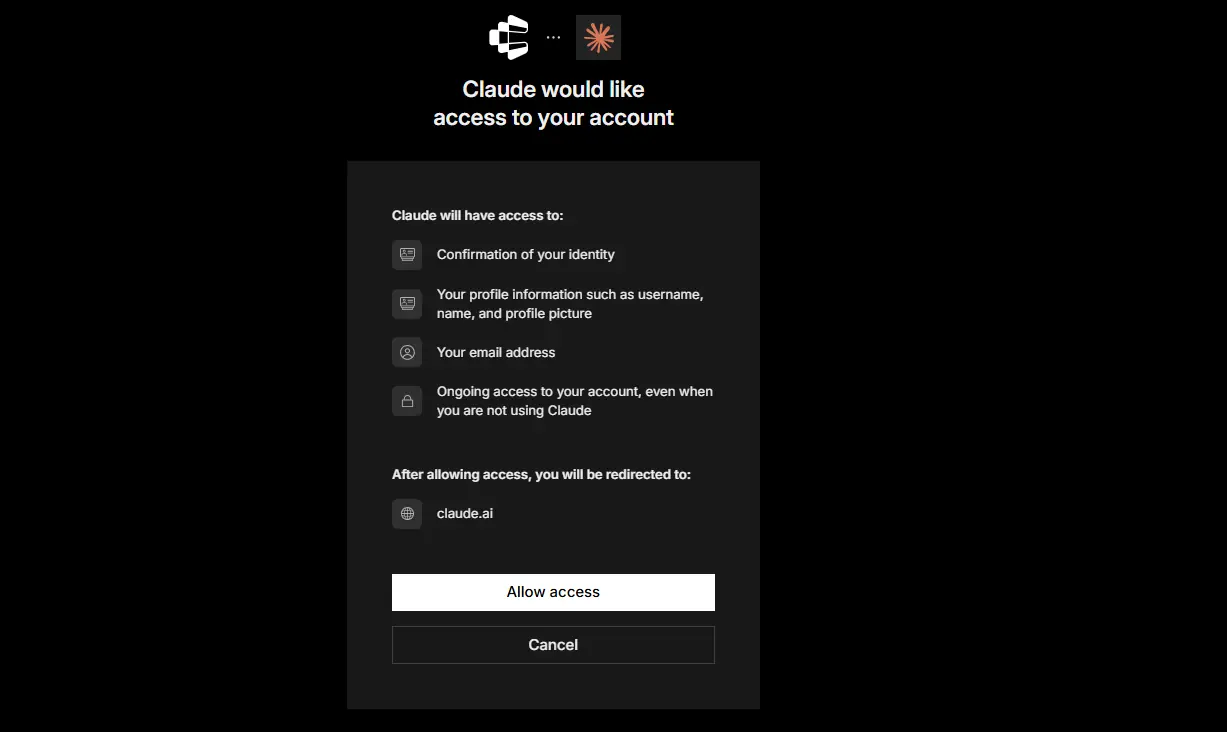 Claude would like
access to your account
Claude will have access to:
Confirmation of your identity
Your profile information such as username,
name, and profile picture
Your email address
Ongoing access to your account, even when
you are not using Claude
After allowing access, you will be redirected to:
claude.ai
Allow access
Cancel